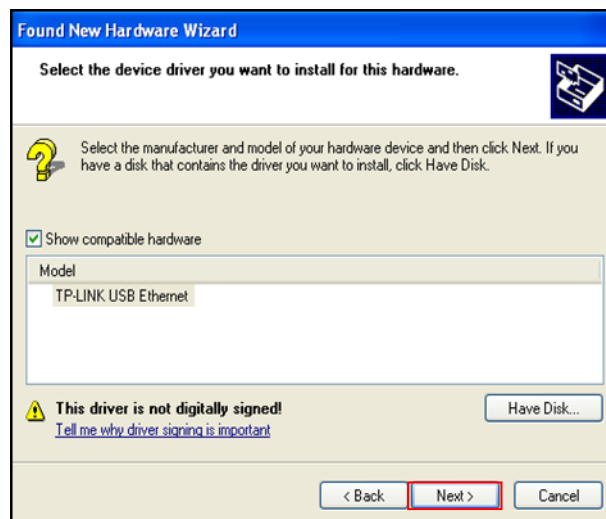 Found New Hardware Wizard
Select the device driver you want to install for this hardware.
Select the manufacturer and model of your hardware device and then click Next. If you
have a disk that contains the driver you want to install, click Have Disk.
Show compatible hardware
Model
TP-LINK USB Ethernet
This driver is not digitally signed!
Have Disk...
Tell me why driver signing is important
< Back
Next >
Cancel